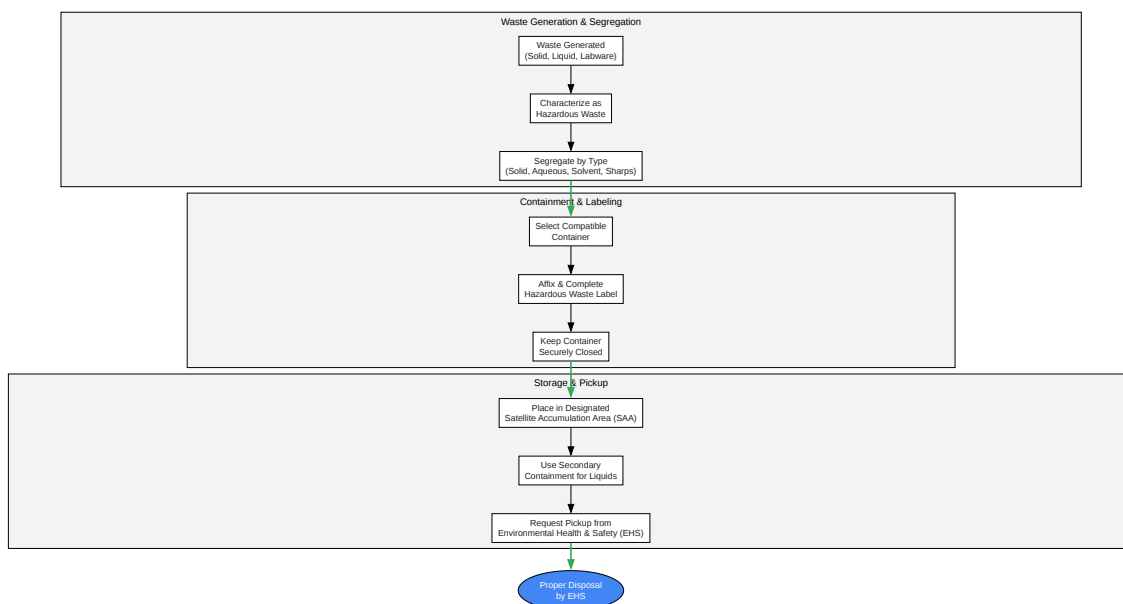 Waste Generation & Segregation
Waste Generated
(Solid, Liquid, Labware)
Characterize as
Hazardous Waste
Segregate by Type
(Solid, Aqueous, Solvent, Sharps)
Containment & Labeling
Select Compatible
Container
Affix & Complete
Hazardous Waste Label
Keep Container
Securely Closed
Storage & Pickup
Place in Designated
Satellite Accumulation Area (SAA)
Use Secondary
Containment for Liquids
Request Pickup from
Environmental Health & Safety (EHS)
Proper Disposal
by EHS